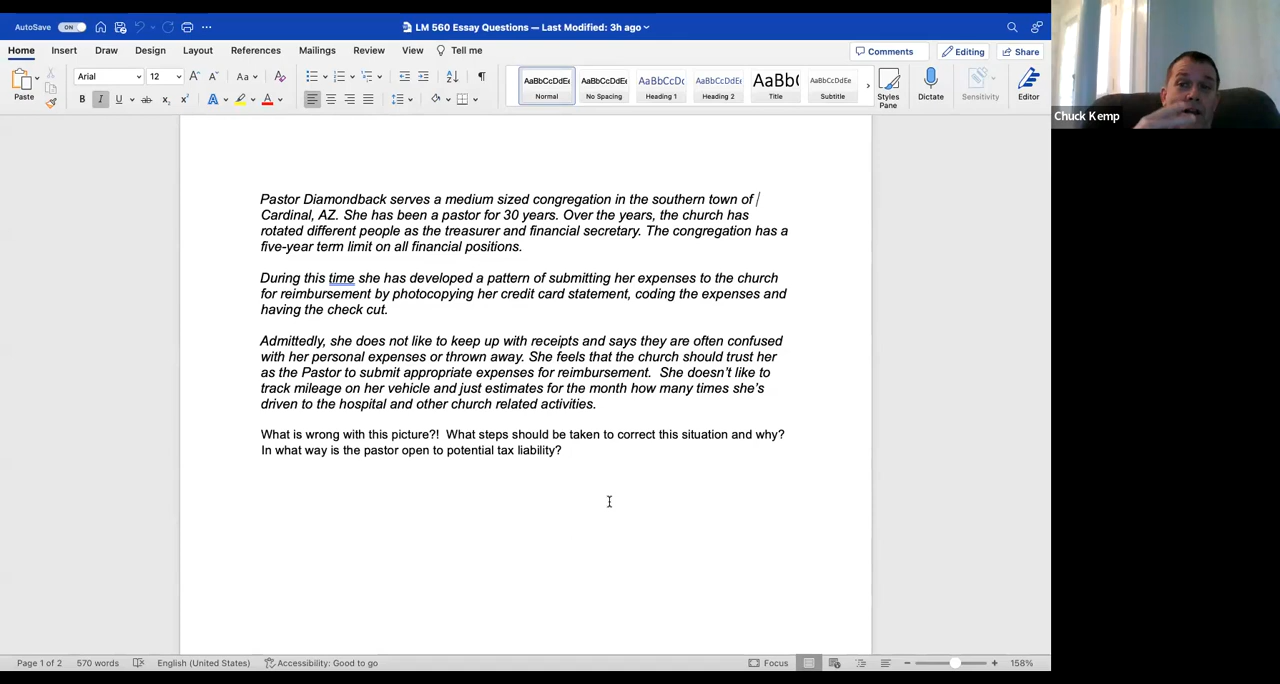 AutoSave ON LM 560 Essay Questions — Last Modified: 3h ago
Home Insert Draw Design Layout References Mailings Review View Tell me Comments Editing Share
Paste Arial 12 A A Aa A ¶ AaBbCcDdEe AaBbCcDdEe AaBbCcDc AaBbCcDdEe AaBb( AaBbCcDdEe
B I U ab x₂ x² A A Normal No Spacing Heading 1 Heading 2 Title Subtitle Styles Pane Dictate Sensitivity Editor
Chuck Kemp
Pastor Diamondback serves a medium sized congregation in the southern town of
Cardinal, AZ. She has been a pastor for 30 years. Over the years, the church has
rotated different people as the treasurer and financial secretary. The congregation has a
five-year term limit on all financial positions.
During this time she has developed a pattern of submitting her expenses to the church
for reimbursement by photocopying her credit card statement, coding the expenses and
having the check cut.
Admittedly, she does not like to keep up with receipts and says they are often confused
with her personal expenses or thrown away. She feels that the church should trust her
as the Pastor to submit appropriate expenses for reimbursement.  She doesn't like to
track mileage on her vehicle and just estimates for the month how many times she's
driven to the hospital and other church related activities.
What is wrong with this picture?!  What steps should be taken to correct this situation and why?
In what way is the pastor open to potential tax liability?
Page 1 of 2 570 words English (United States) Accessibility: Good to go Focus 158%